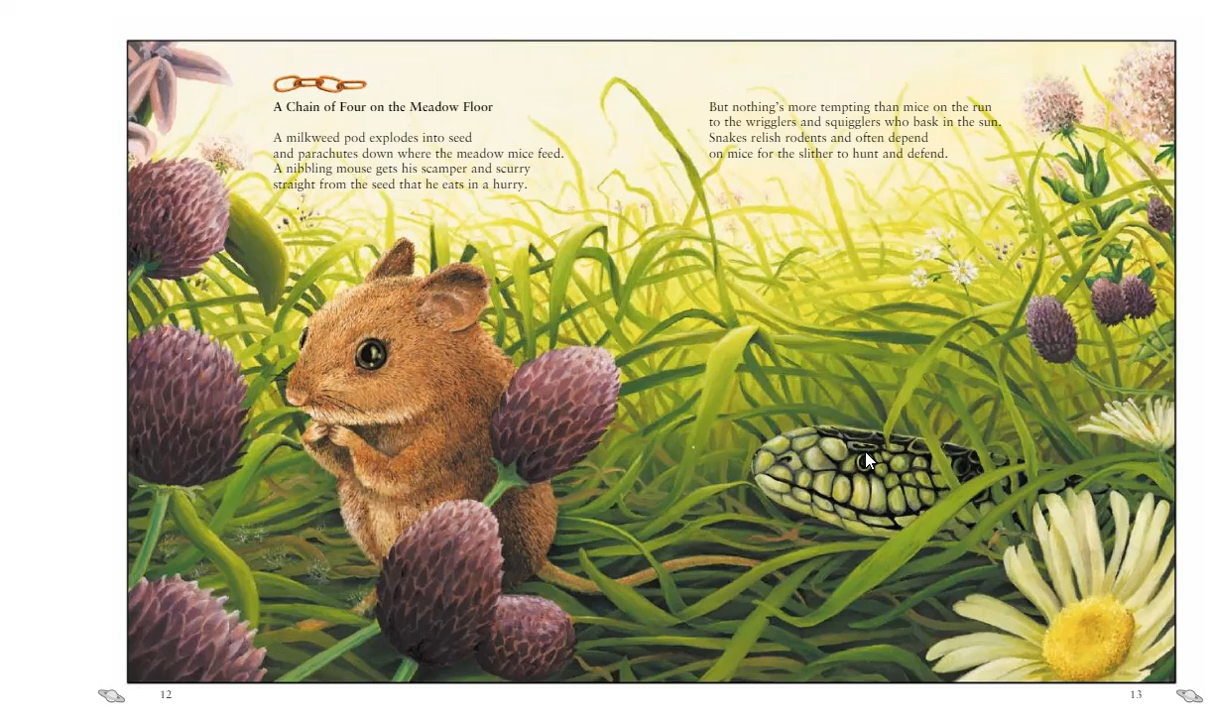 A Chain of Four on the Meadow Floor
A milkweed pod explodes into seed
and parachutes down where the meadow mice feed.
A nibbling mouse gets his scamper and scurry
straight from the seed that he eats in a hurry.
But nothing's more tempting than mice on the run
to the wrigglers and squigglers who bask in the sun.
Snakes relish rodents and often depend
on mice for the slither to hunt and defend.
12
13